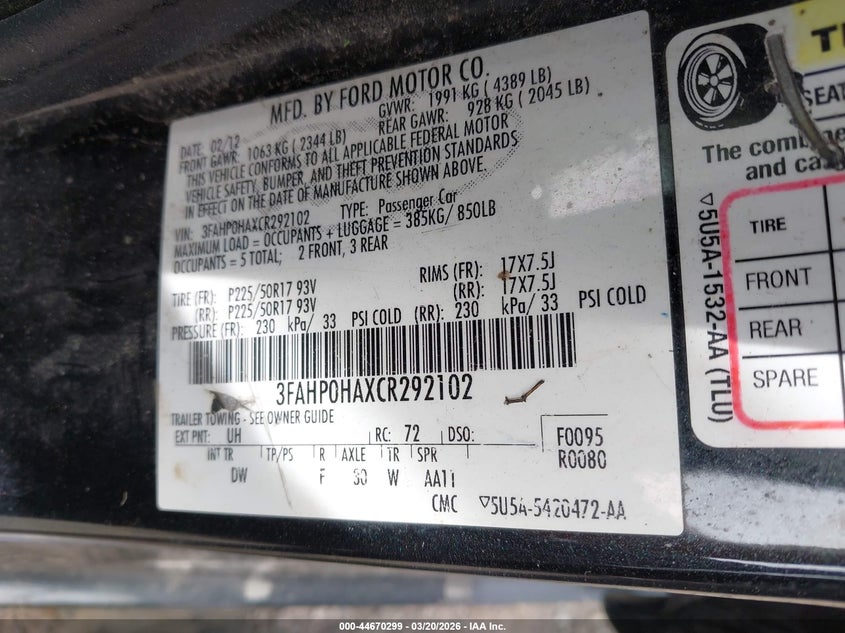 MFD. BY FORD MOTOR CO.
DATE: 02/12 GVWR: 1991 KG ( 4389 LB)
FRONT GAWR: 1063 KG ( 2344 LB) REAR GAWR: 928 KG ( 2045 LB)
THIS VEHICLE CONFORMS TO ALL APPLICABLE FEDERAL MOTOR
VEHICLE SAFETY, BUMPER, AND THEFT PREVENTION STANDARDS
IN EFFECT ON THE DATE OF MANUFACTURE SHOWN ABOVE.
VIN: 3FAHP0HAXCR292102 TYPE: Passenger Car
MAXIMUM LOAD = OCCUPANTS + LUGGAGE = 385KG/ 850LB
OCCUPANTS = 5 TOTAL; 2 FRONT, 3 REAR
TIRE (FR): P225/50R17 93V RIMS (FR): 17X7.5J
(RR): P225/50R17 93V (RR): 17X7.5J
PRESSURE (FR): 230 kPa/ 33 PSI COLD (RR): 230 kPa/ 33 PSI COLD
3FAHP0HAXCR292102
TRAILER TOWING - SEE OWNER GUIDE
EXT PNT: UH RC: 72 DSO: F0095
INT TR TP/PS R AXLE TR SPR R0080
DW F 30 W AA11
CMC ▽5U5A-5420472-AA
SEAT
The combine
and ca
▽5U5A-1532-AA (TLU)
TIRE
FRONT
REAR
SPARE
000-44670299 - 03/20/2026 - IAA Inc.